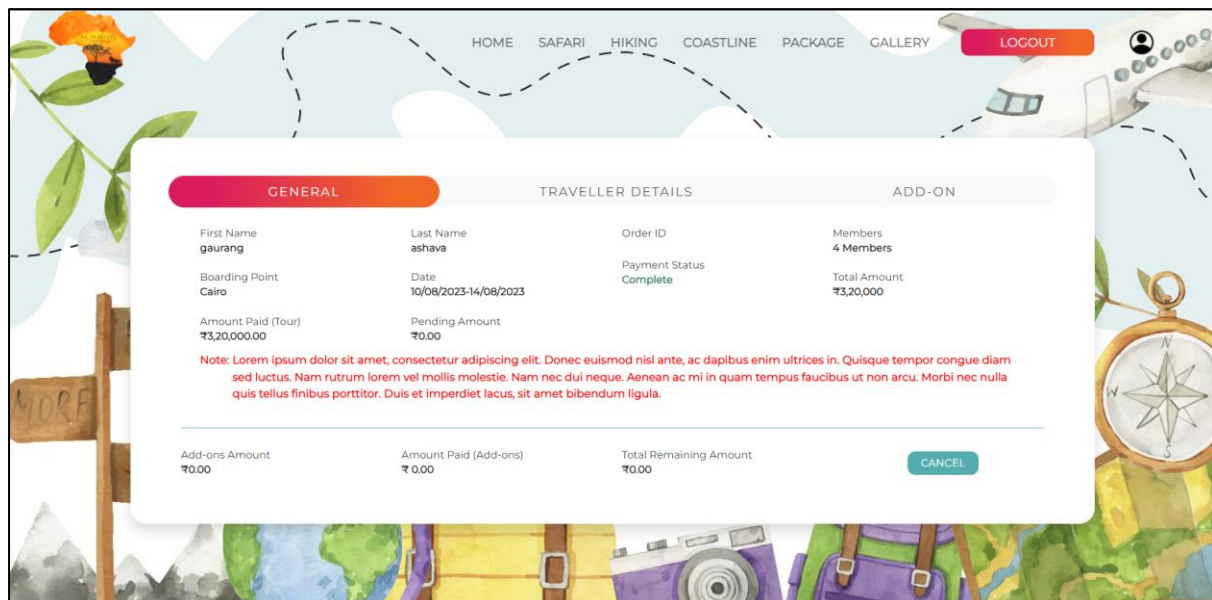 HOME SAFARI HIKING COASTLINE PACKAGE GALLERY LOGOUT
GENERAL TRAVELLER DETAILS ADD-ON
First Name Last Name Order ID Members
gaurang ashava 4 Members
Payment Status
Boarding Point Date Complete Total Amount
Cairo 10/08/2023-14/08/2023 ₹3,20,000
Amount Paid (Tour) Pending Amount
₹3,20,000.00 ₹0.00
Note: Lorem ipsum dolor sit amet, consectetur adipiscing elit. Donec euismod nisl ante, ac dapibus enim ultrices in. Quisque tempor congue diam
sed luctus. Nam rutrum lorem vel mollis molestie. Nam nec dui neque. Aenean ac mi in quam tempus faucibus ut non arcu. Morbi nec nulla
quis tellus finibus porttitor. Duis et imperdiet lacus, sit amet bibendum ligula.
MORE
N
W
S
Add-ons Amount Amount Paid (Add-ons) Total Remaining Amount
₹0.00 ₹ 0.00 ₹0.00 CANCEL